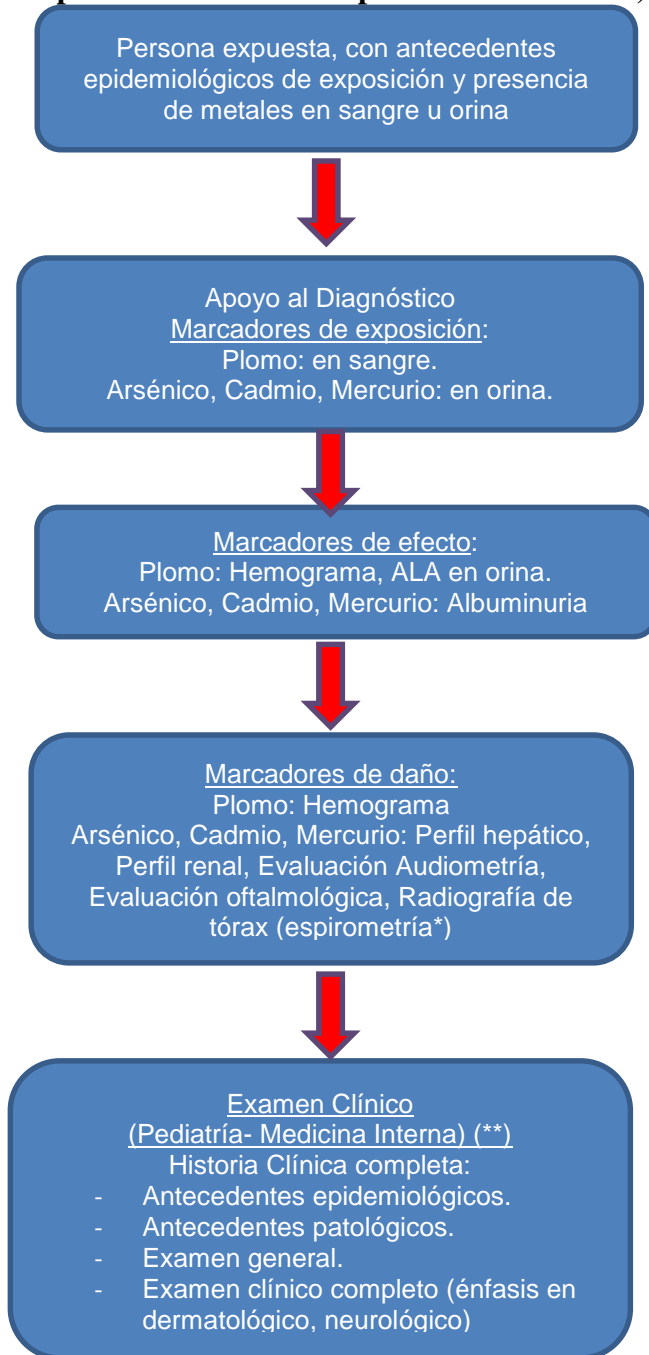 Persona expuesta, con antecedentes
epidemiológicos de exposición y presencia
de metales en sangre u orina
Apoyo al Diagnóstico
Marcadores de exposición:
Plomo: en sangre.
Arsénico, Cadmio, Mercurio: en orina.
Marcadores de efecto:
Plomo: Hemograma, ALA en orina.
Arsénico, Cadmio, Mercurio: Albuminuria
Marcadores de daño:
Plomo: Hemograma
Arsénico, Cadmio, Mercurio: Perfil hepático,
Perfil renal, Evaluación Audiometría,
Evaluación oftalmológica, Radiografía de
tórax (espirometría*)
Examen Clínico
(Pediatría- Medicina Interna) (**)
Historia Clínica completa:
- Antecedentes epidemiológicos.
- Antecedentes patológicos.
- Examen general.
- Examen clínico completo (énfasis en
dermatológico, neurológico)